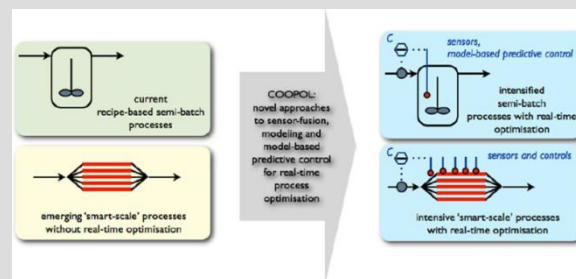 current
recipe-based semi-batch
processes
emerging 'smart-scale' processes
without real-time optimisation
COOPOL:
novel approaches
to sensor-fusion,
modeling and
model-based
predictive control
for real-time
process
optimisation
C
sensors,
model-based predictive control
intensified
semi-batch
processes with real-time
optimisation
C
sensors and controls
intensive 'smart-scale' processes
with real-time optimisation